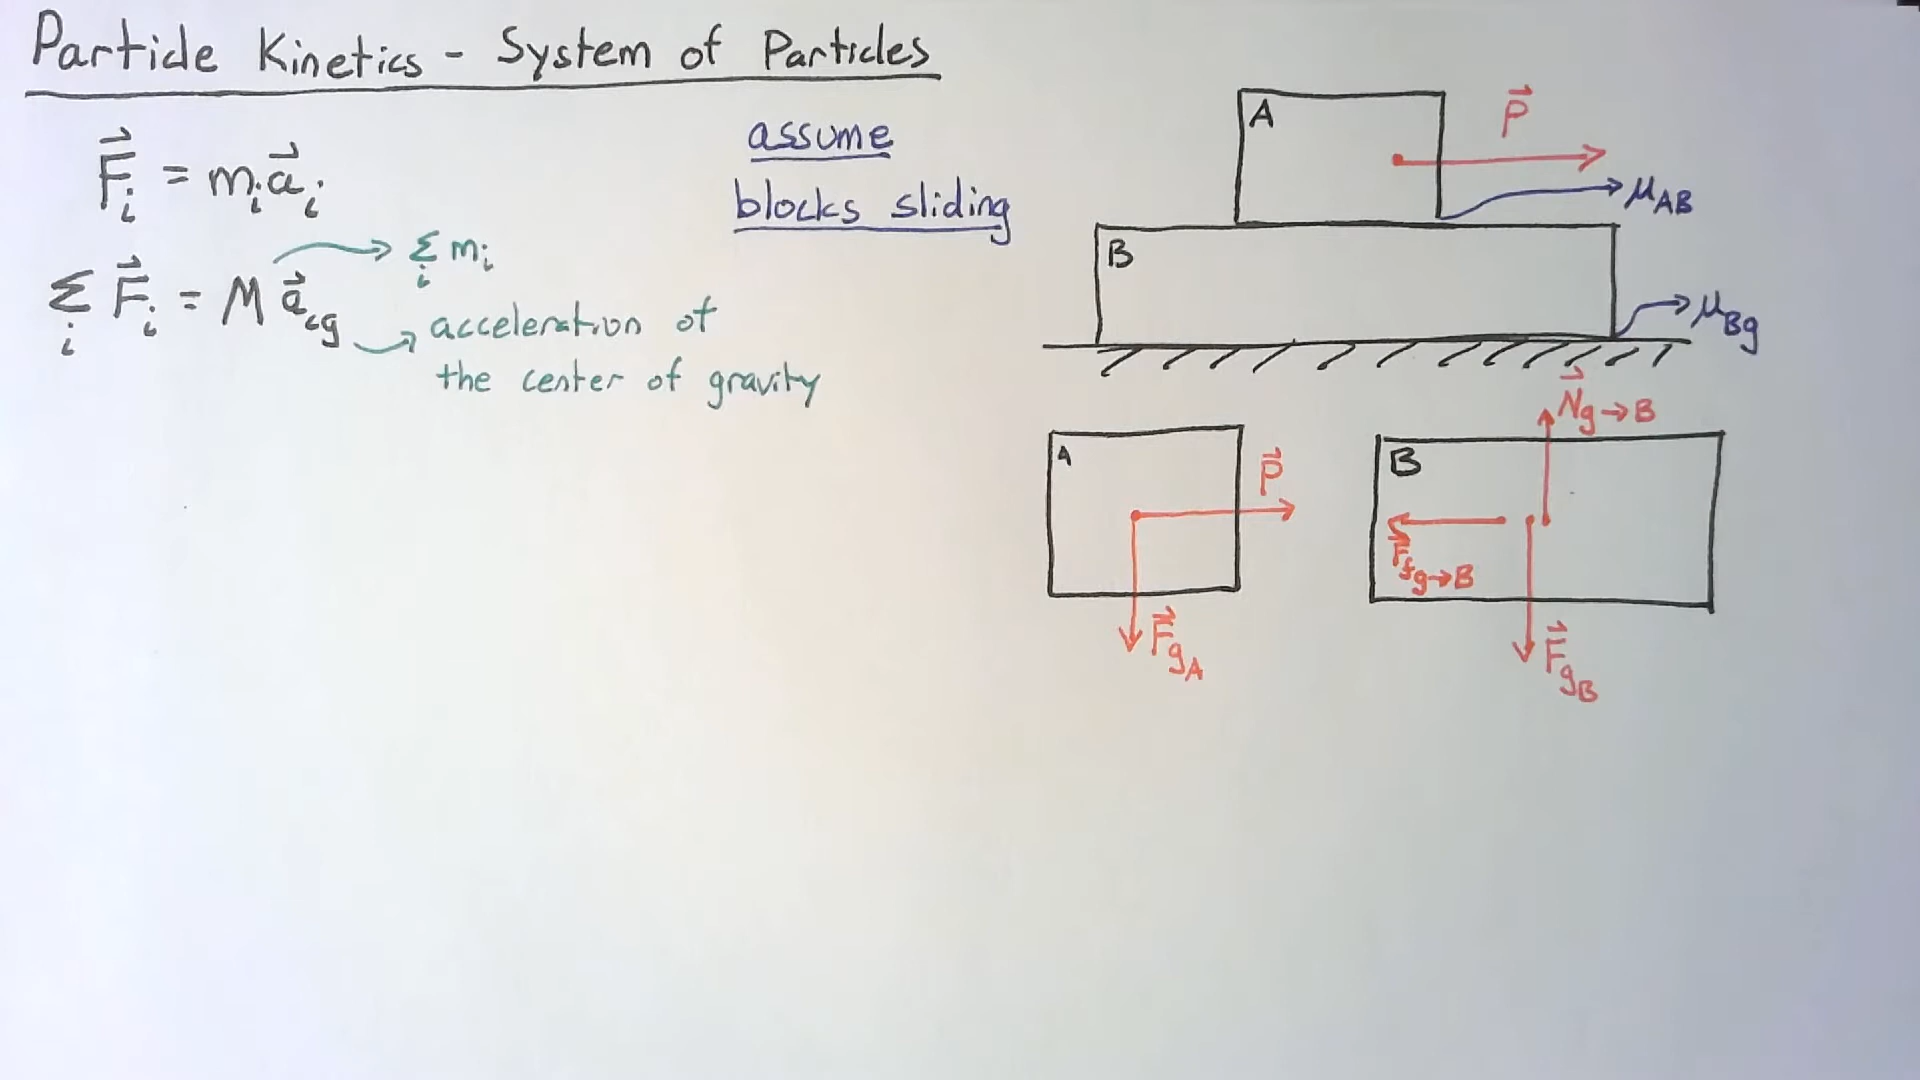 Particle Kinetics - System of Particles
F⃗ᵢ = mᵢa⃗ᵢ
Σᵢ F⃗ᵢ = M a⃗cg
Σᵢ mᵢ
acceleration of
the center of gravity
assume
blocks sliding
A
P⃗
μAB
B
μBg
A
P⃗
F⃗gA
B
N⃗g→B
F⃗fg→B
F⃗gB